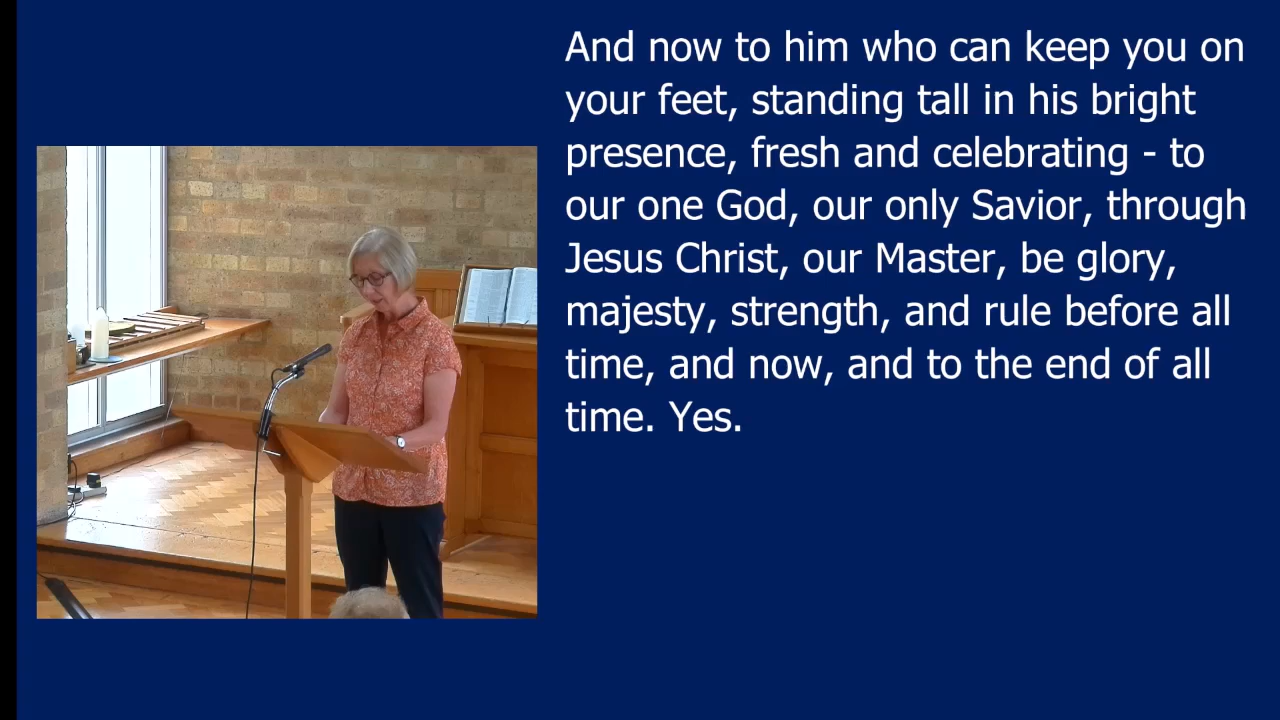 And now to him who can keep you on
your feet, standing tall in his bright
presence, fresh and celebrating - to
our one God, our only Savior, through
Jesus Christ, our Master, be glory,
majesty, strength, and rule before all
time, and now, and to the end of all
time. Yes.